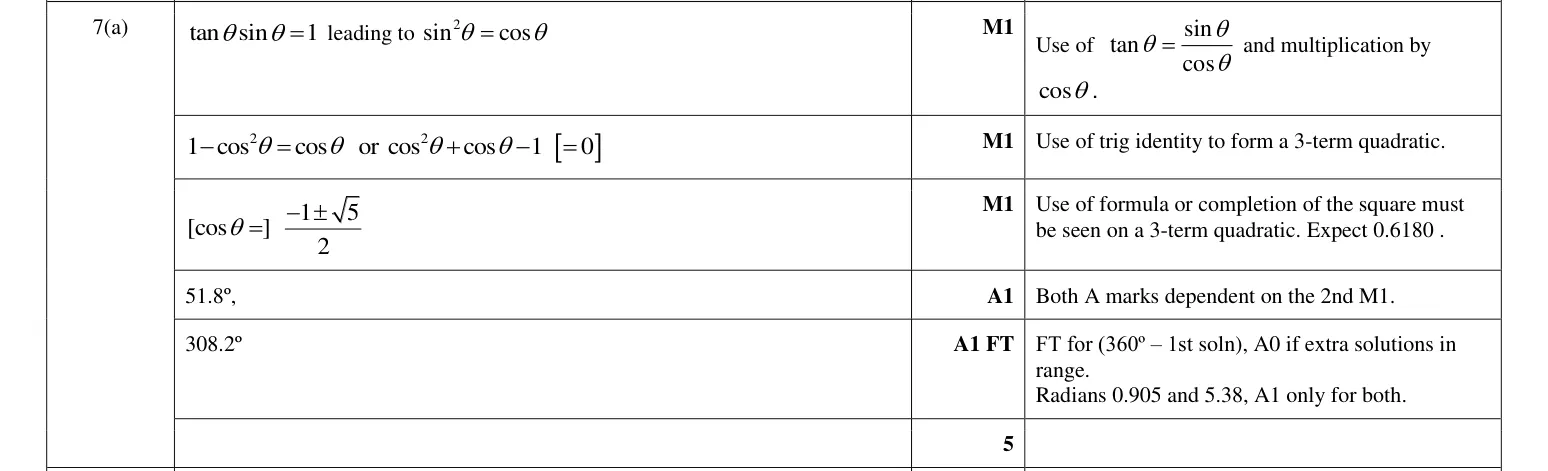 7(a)
tan θ sin θ = 1 leading to sin²θ = cos θ
M1
Use of tan θ = sin θ / cos θ and multiplication by
cos θ .
1 − cos²θ = cos θ or cos²θ + cos θ − 1 [= 0]
M1
Use of trig identity to form a 3-term quadratic.
[cos θ =] (−1 ± √5) / 2
M1
Use of formula or completion of the square must
be seen on a 3-term quadratic. Expect 0.6180 .
51.8º,
A1
Both A marks dependent on the 2nd M1.
308.2º
A1 FT
FT for (360º – 1st soln), A0 if extra solutions in
range.
Radians 0.905 and 5.38, A1 only for both.
5